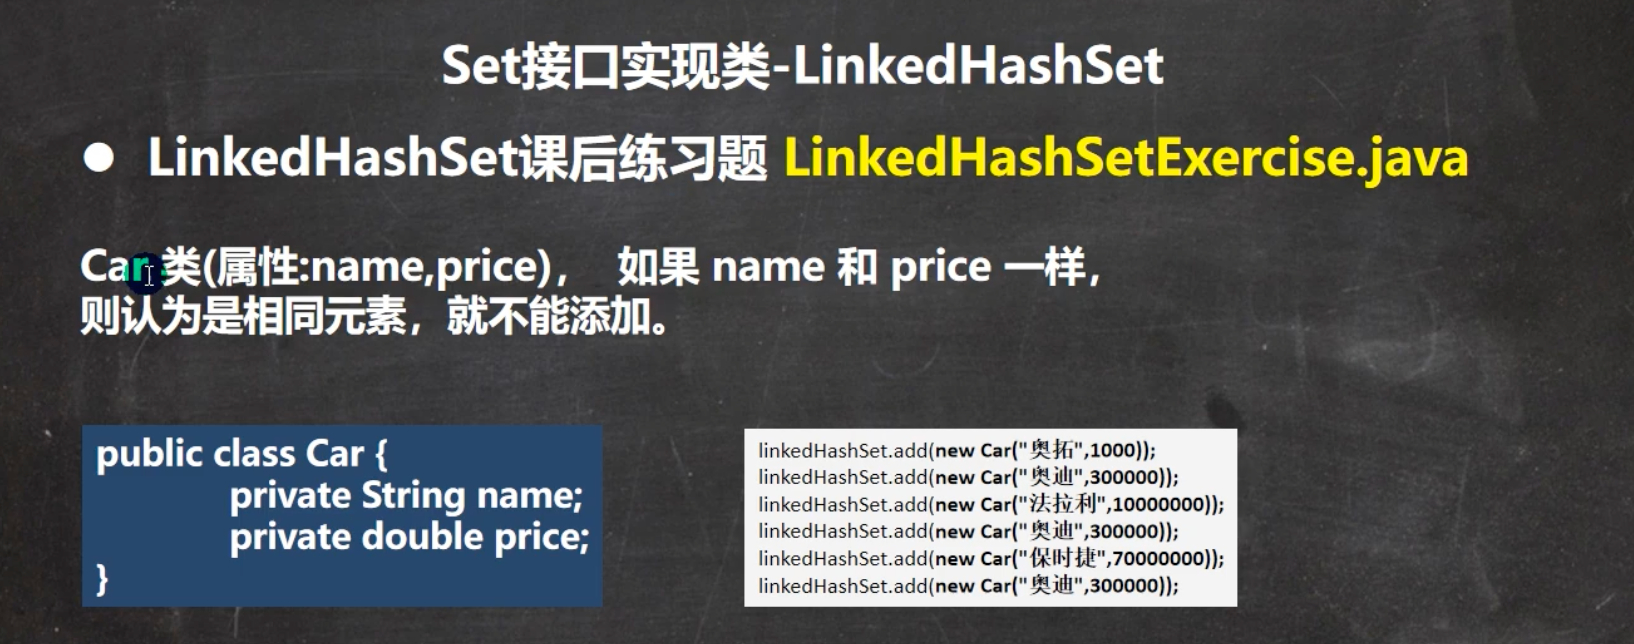 Set接口实现类-LinkedHashSet
● LinkedHashSet课后练习题 LinkedHashSetExercise.java
Car 类(属性:name,price)， 如果 name 和 price 一样，
则认为是相同元素，就不能添加。
public class Car {
private String name;
private double price;
}
linkedHashSet.add(new Car("奥拓",1000));
linkedHashSet.add(new Car("奥迪",300000));
linkedHashSet.add(new Car("法拉利",10000000));
linkedHashSet.add(new Car("奥迪",300000));
linkedHashSet.add(new Car("保时捷",70000000));
linkedHashSet.add(new Car("奥迪",300000));